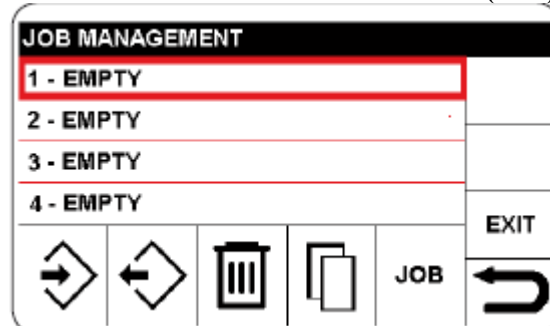 JOB MANAGEMENT
1 - EMPTY
2 - EMPTY
3 - EMPTY
4 - EMPTY
EXIT
JOB